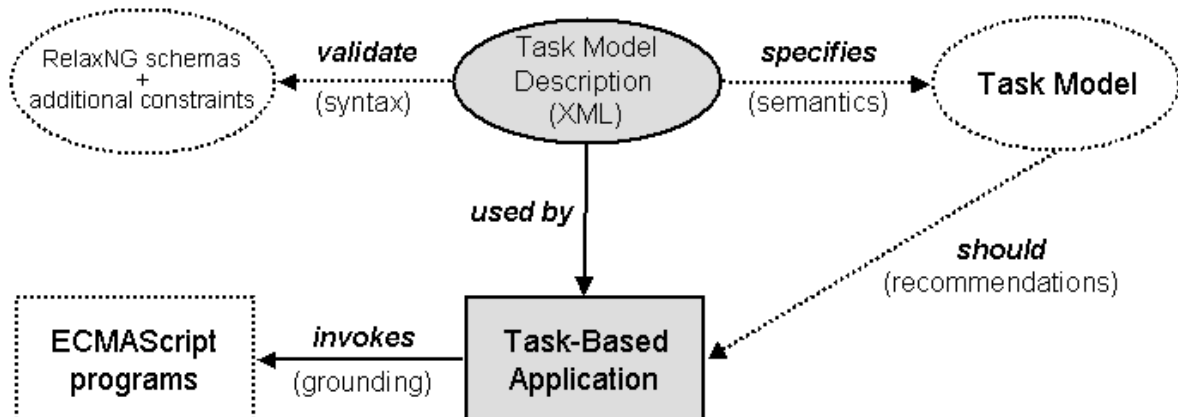 RelaxNG schemas
+
additional constraints
validate
(syntax)
Task Model
Description
(XML)
specifies
(semantics)
Task Model
used by
should
(recommendations)
ECMAScript
programs
invokes
(grounding)
Task-Based
Application